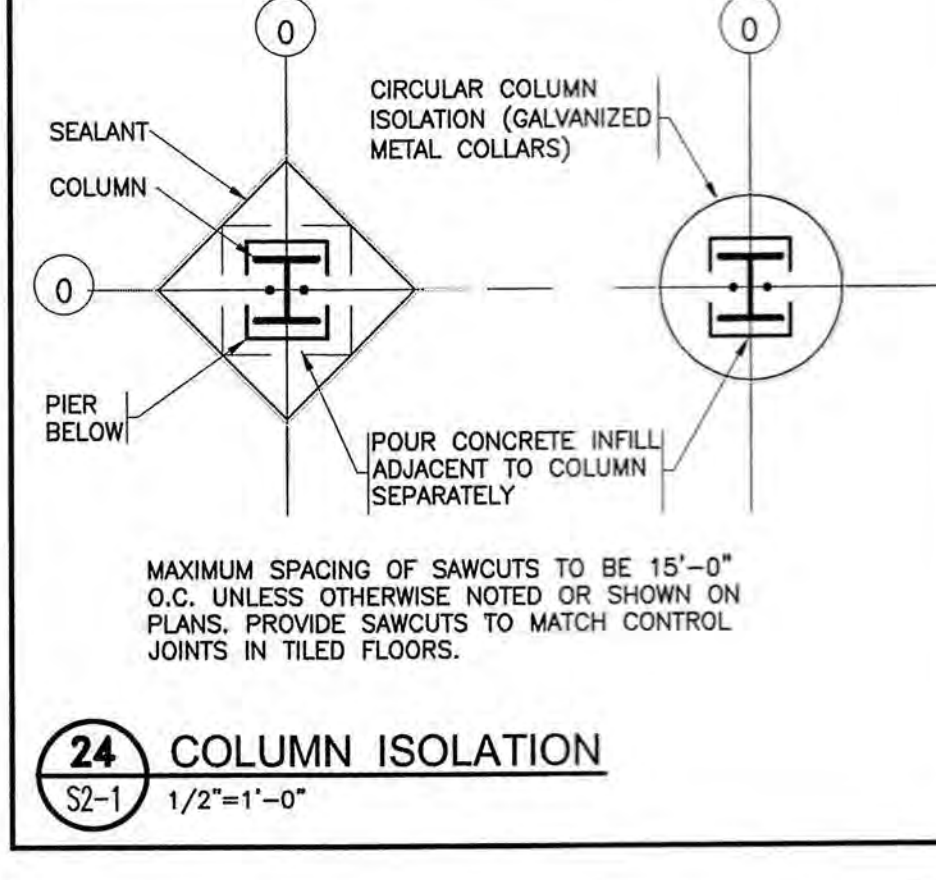 0
0
CIRCULAR COLUMN
ISOLATION (GALVANIZED
METAL COLLARS)
SEALANT
COLUMN
0
PIER
BELOW
POUR CONCRETE INFILL
ADJACENT TO COLUMN
SEPARATELY
MAXIMUM SPACING OF SAWCUTS TO BE 15'-0"
O.C. UNLESS OTHERWISE NOTED OR SHOWN ON
PLANS. PROVIDE SAWCUTS TO MATCH CONTROL
JOINTS IN TILED FLOORS.
24 COLUMN ISOLATION
S2-1 1/2"=1'-0"